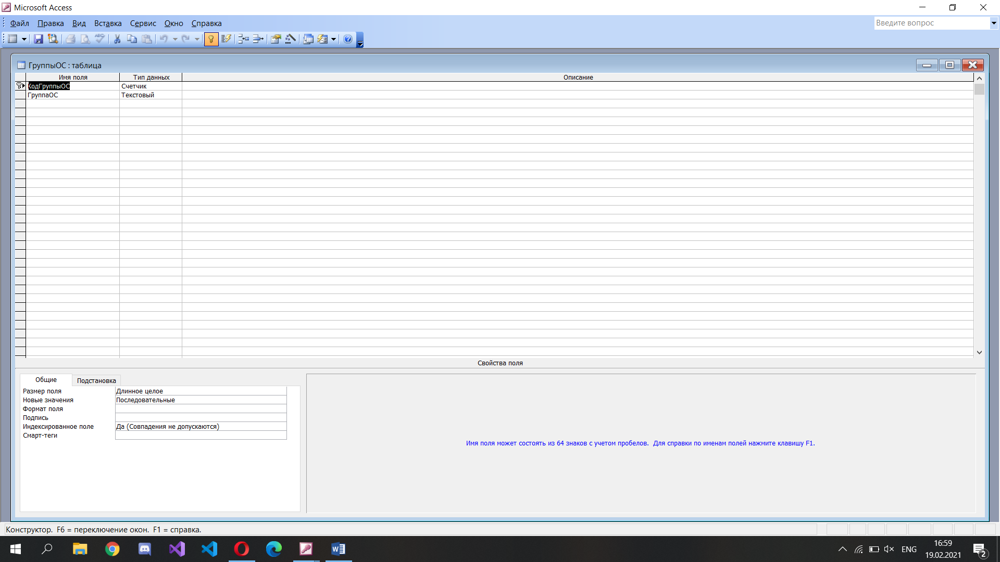 Microsoft Access
Файл Правка Вид Вставка Сервис Окно Справка
Введите вопрос
ГруппыОС : таблица
Имя поля Тип данных Описание
КодГруппыОС Счетчик
ГруппаОС Текстовый
Свойства поля
Общие Подстановка
Размер поля Длинное целое
Новые значения Последовательные
Формат поля
Подпись
Индексированное поле Да (Совпадения не допускаются)
Смарт-теги
Имя поля может состоять из 64 знаков с учетом пробелов. Для справки по именам полей нажмите клавишу F1.
Конструктор. F6 = переключение окон. F1 = справка.
ENG
16:59
19.02.2021
2